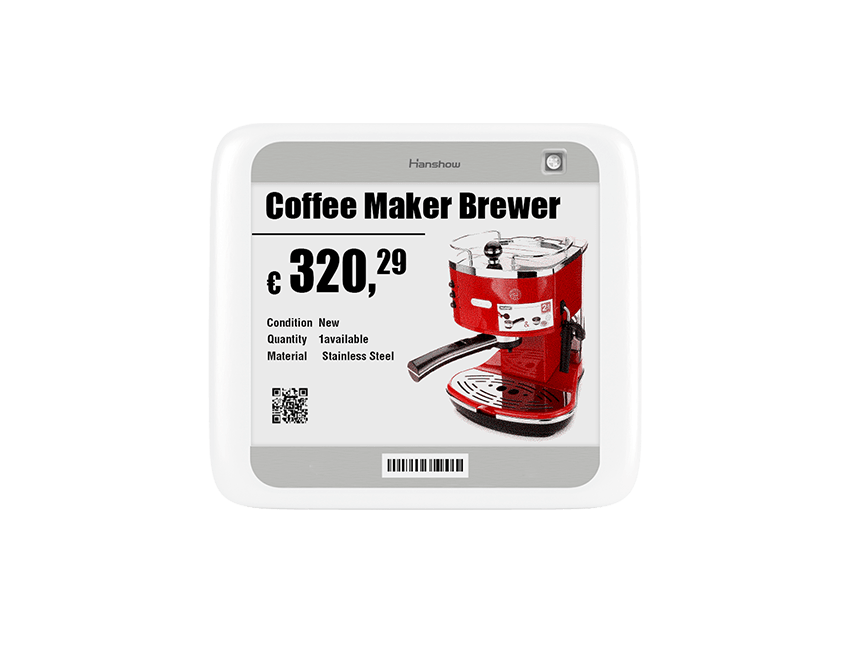 Hanshow
Coffee Maker Brewer
€ 320,29
Condition New
Quantity 1available
Material Stainless Steel
&